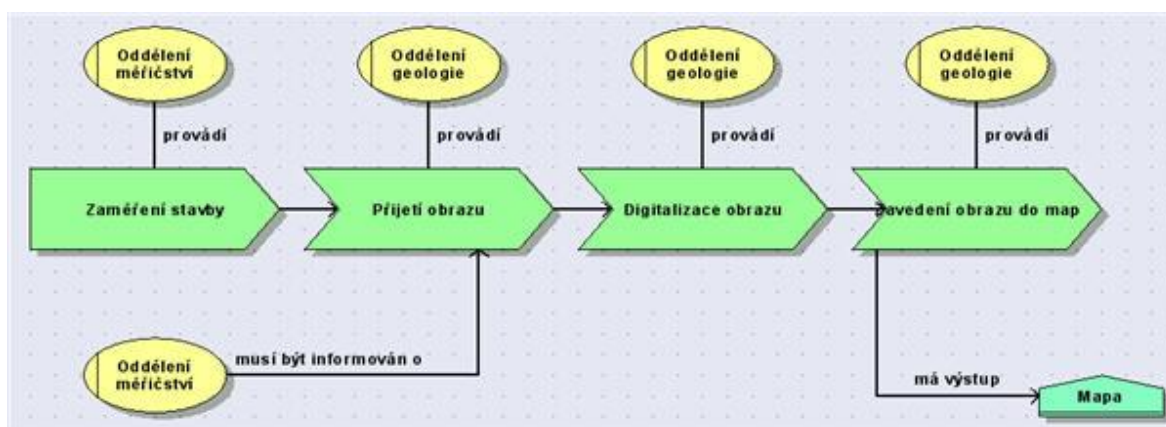 Oddělení
měřičství
Oddělení
geologie
Oddělení
geologie
Oddělení
geologie
provádí
provádí
provádí
provádí
Zaměření stavby
Přijetí obrazu
Digitalizace obrazu
Zavedení obrazu do map
Oddělení
měřičství
musí být informován o
má výstup
Mapa